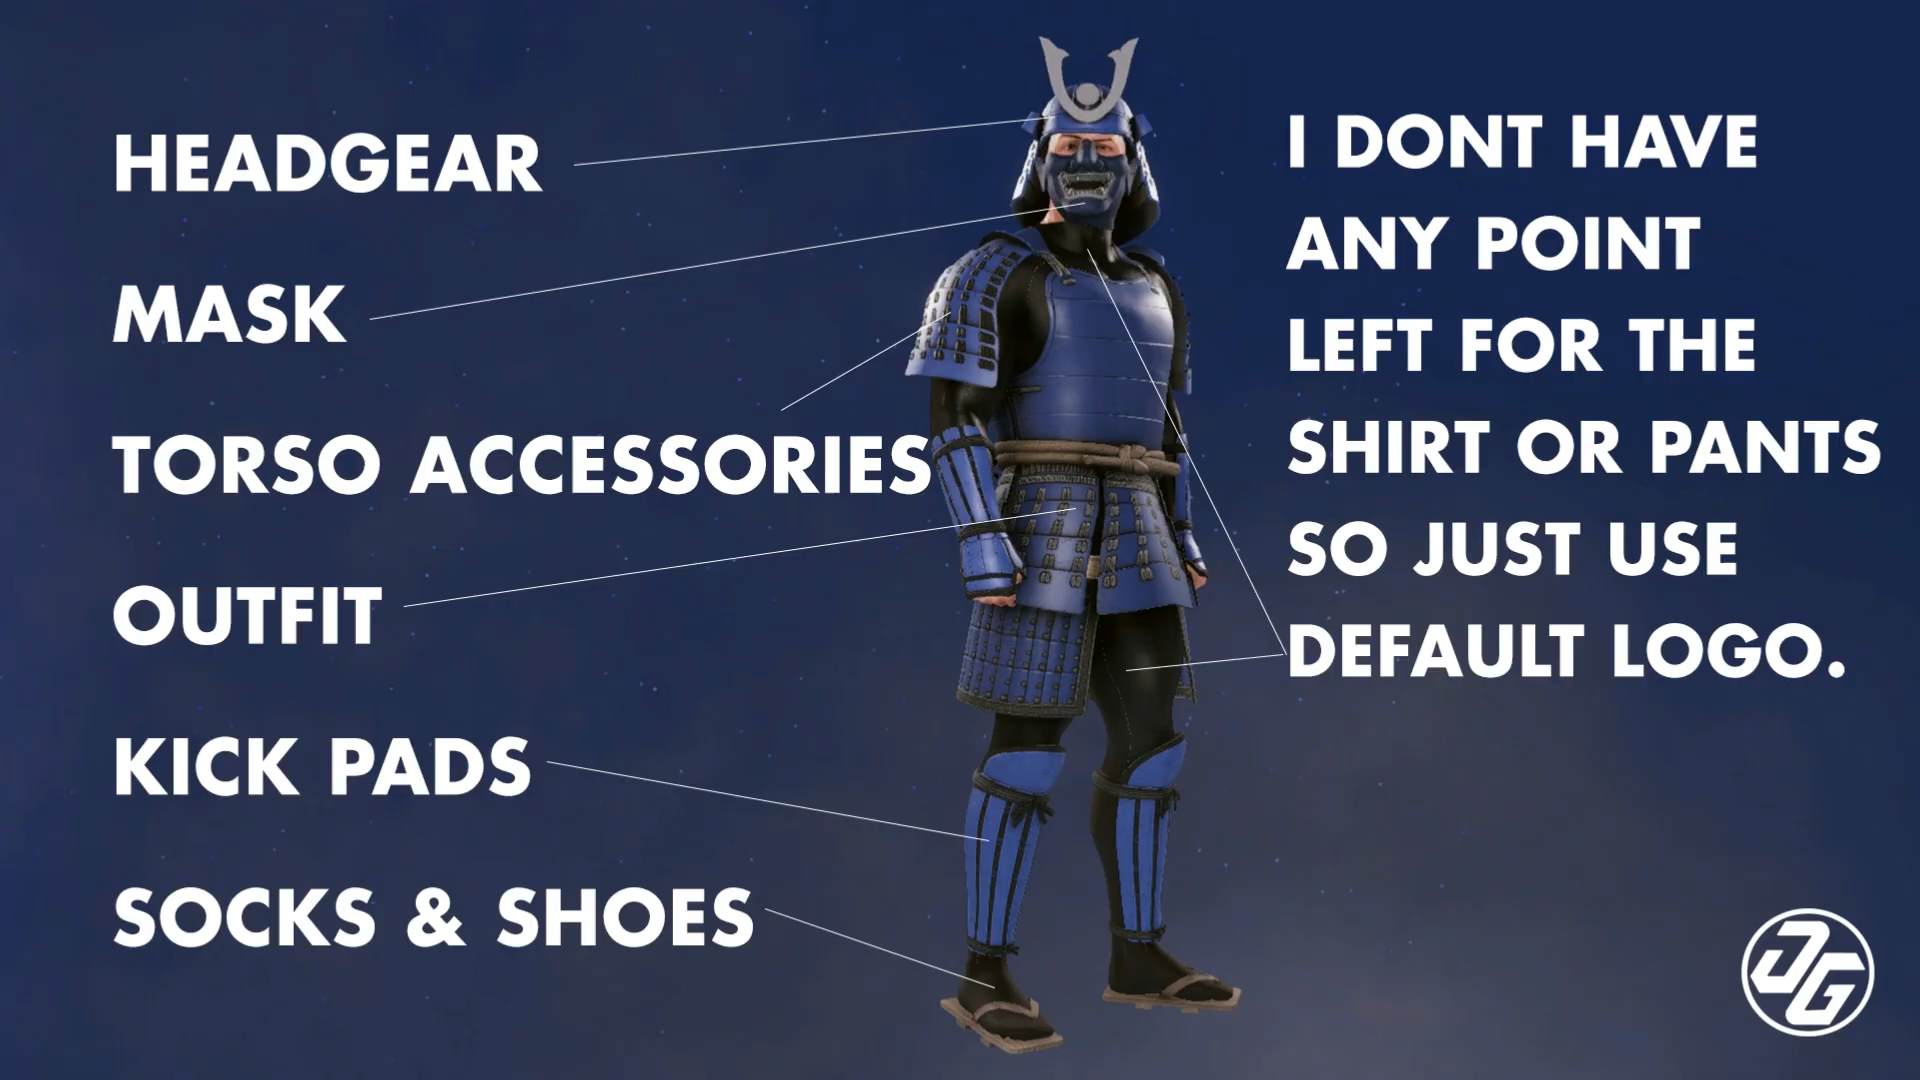 HEADGEAR
MASK
TORSO ACCESSORIES
OUTFIT
KICK PADS
SOCKS & SHOES
I DONT HAVE
ANY POINT
LEFT FOR THE
SHIRT OR PANTS
SO JUST USE
DEFAULT LOGO.
JG